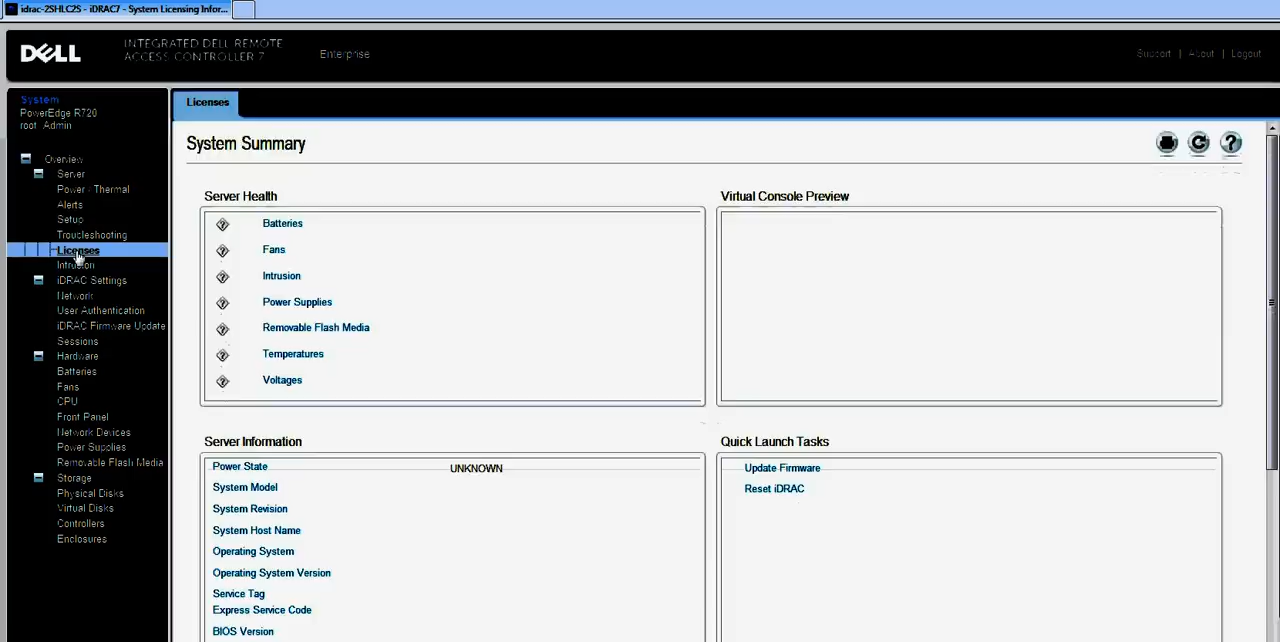 idrac-2SHLC2S - iDRAC7 - System Licensing Infor...
DELL
INTEGRATED DELL REMOTE
ACCESS CONTROLLER 7
Enterprise
Support | About | Logout
System
PowerEdge R720
root Admin
Overview
Server
Power / Thermal
Alerts
Setup
Troubleshooting
Licenses
Intrusion
iDRAC Settings
Network
User Authentication
iDRAC Firmware Update
Sessions
Hardware
Batteries
Fans
CPU
Front Panel
Network Devices
Power Supplies
Removable Flash Media
Storage
Physical Disks
Virtual Disks
Controllers
Enclosures
Licenses
System Summary
Server Health
Batteries
Fans
Intrusion
Power Supplies
Removable Flash Media
Temperatures
Voltages
Virtual Console Preview
Server Information
Power State UNKNOWN
System Model
System Revision
System Host Name
Operating System
Operating System Version
Service Tag
Express Service Code
BIOS Version
Quick Launch Tasks
Update Firmware
Reset iDRAC